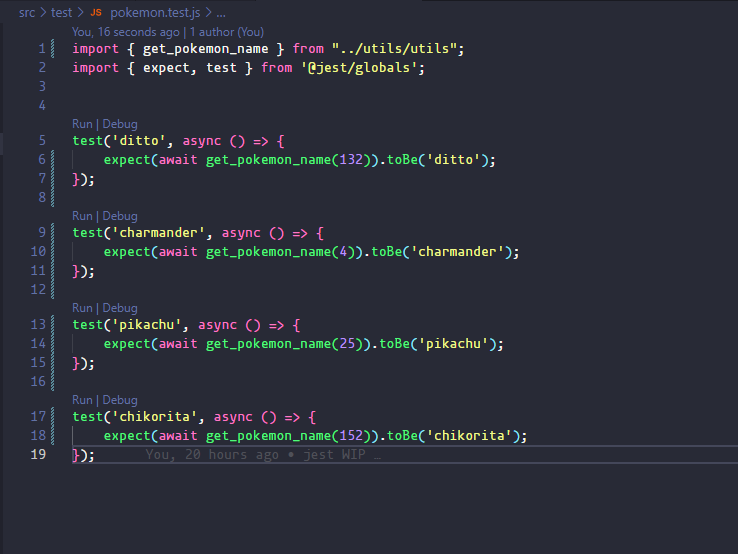 src > test > JS pokemon.test.js > ...
You, 16 seconds ago | 1 author (You)
1 import { get_pokemon_name } from "../utils/utils";
2 import { expect, test } from '@jest/globals';
3
4
Run | Debug
5 test('ditto', async () => {
6 expect(await get_pokemon_name(132)).toBe('ditto');
7 });
8
Run | Debug
9 test('charmander', async () => {
10 expect(await get_pokemon_name(4)).toBe('charmander');
11 });
12
Run | Debug
13 test('pikachu', async () => {
14 expect(await get_pokemon_name(25)).toBe('pikachu');
15 });
16
Run | Debug
17 test('chikorita', async () => {
18 expect(await get_pokemon_name(152)).toBe('chikorita');
19 }); You, 20 hours ago • jest WIP …